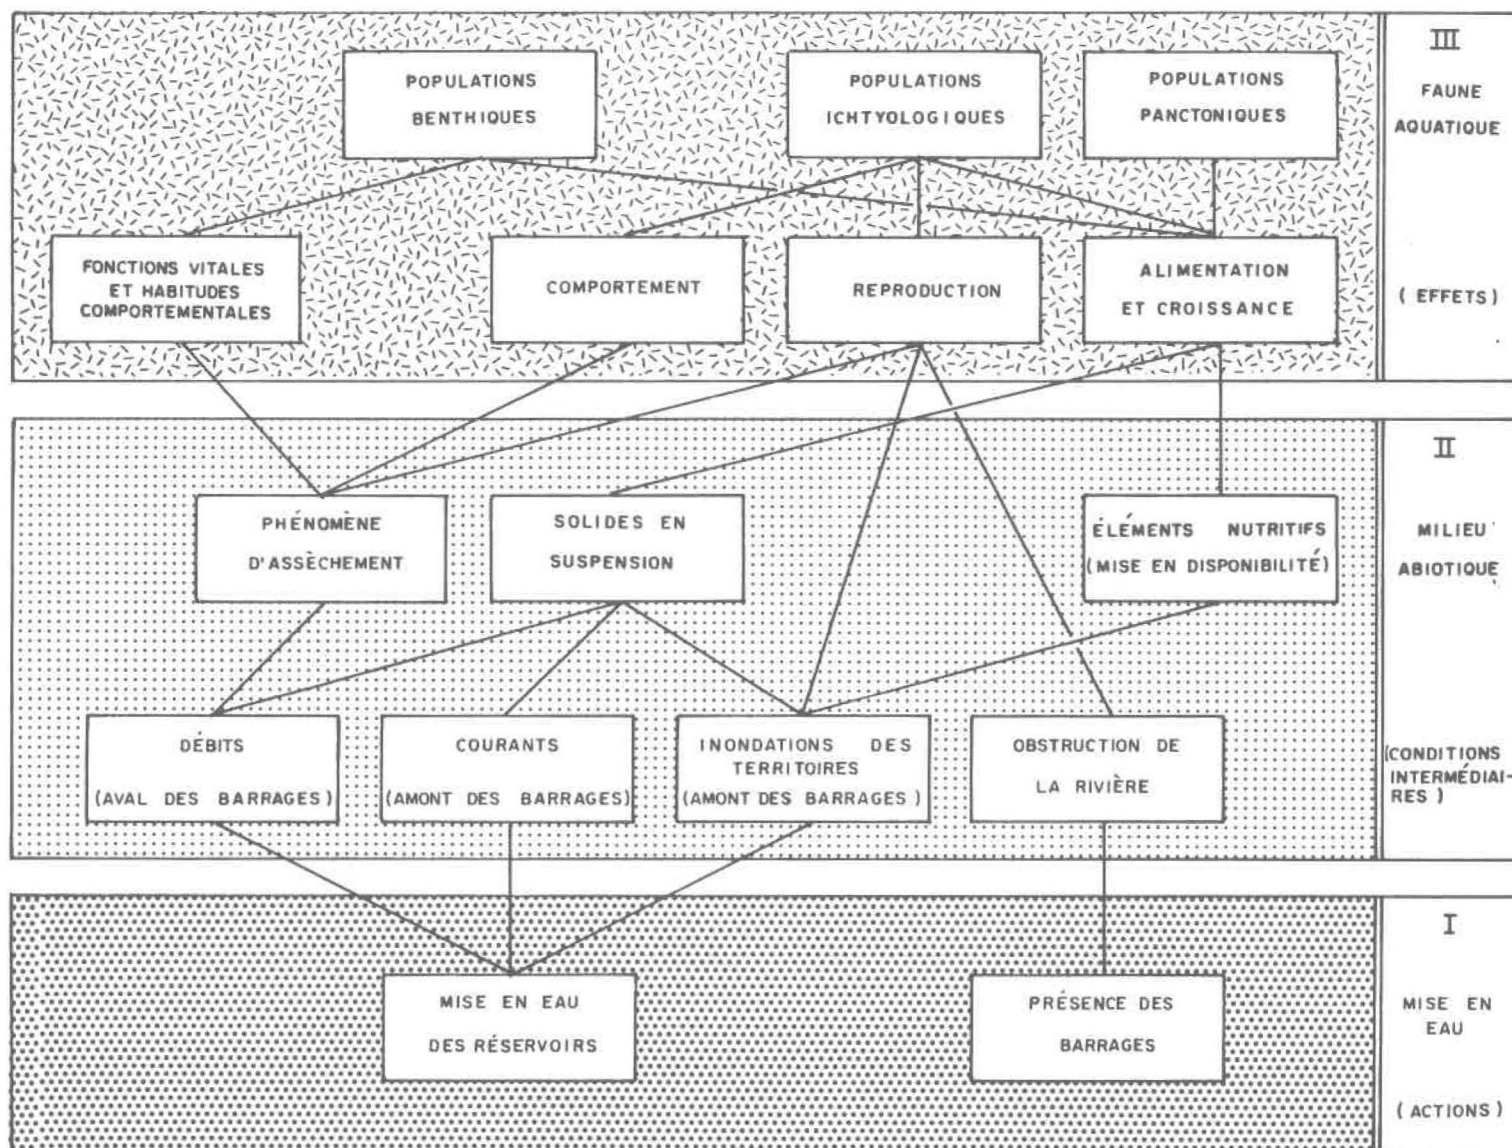 III
FAUNE
AQUATIQUE
( EFFETS )
POPULATIONS
BENTHIQUES
POPULATIONS
ICHTYOLOGIQUES
POPULATIONS
PANCTONIQUES
FONCTIONS VITALES
ET HABITUDES
COMPORTEMENTALES
COMPORTEMENT
REPRODUCTION
ALIMENTATION
ET CROISSANCE
II
MILIEU
ABIOTIQUE
(CONDITIONS
INTERMÉDIAI-
RES )
PHÉNOMÈNE
D'ASSÈCHEMENT
SOLIDES EN
SUSPENSION
ÉLÉMENTS NUTRITIFS
(MISE EN DISPONIBILITÉ)
DÉBITS
(AVAL DES BARRAGES)
COURANTS
(AMONT DES BARRAGES)
INONDATIONS DES
TERRITOIRES
(AMONT DES BARRAGES )
OBSTRUCTION DE
LA RIVIÈRE
I
MISE EN
EAU
( ACTIONS )
MISE EN EAU
DES RÉSERVOIRS
PRÉSENCE DES
BARRAGES